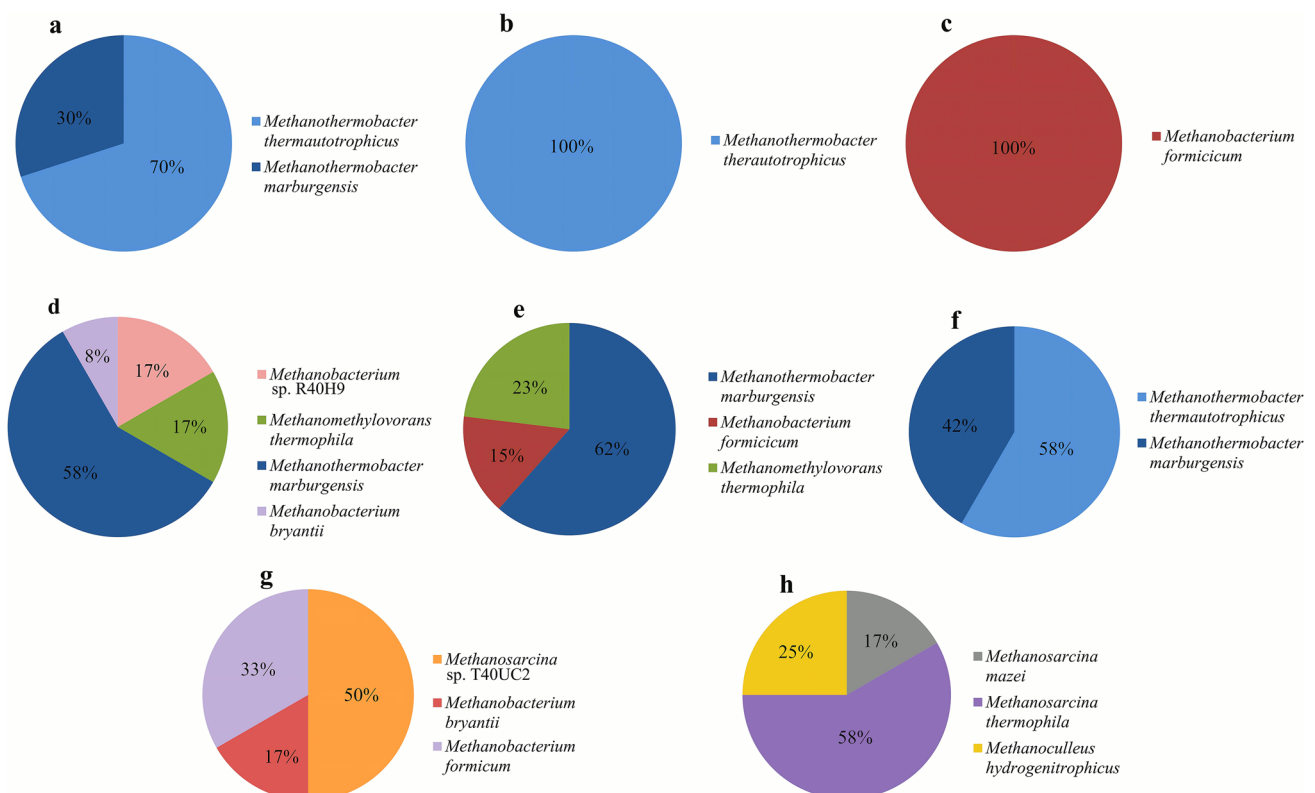 a
30%
70%
Methanothermobacter
thermautotrophicus
Methanothermobacter
marburgensis
b
100%
Methanothermobacter
therautotrophicus
c
100%
Methanobacterium
formicicum
d
8%
17%
17%
58%
Methanobacterium
sp. R40H9
Methanomethylovorans
thermophila
Methanothermobacter
marburgensis
Methanobacterium
bryantii
e
23%
15%
62%
Methanothermobacter
marburgensis
Methanobacterium
formicicum
Methanomethylovorans
thermophila
f
42%
58%
Methanothermobacter
thermautotrophicus
Methanothermobacter
marburgensis
g
33%
50%
17%
Methanosarcina
sp. T40UC2
Methanobacterium
bryantii
Methanobacterium
formicum
h
25%
17%
58%
Methanosarcina
mazei
Methanosarcina
thermophila
Methanoculleus
hydrogenitrophicus